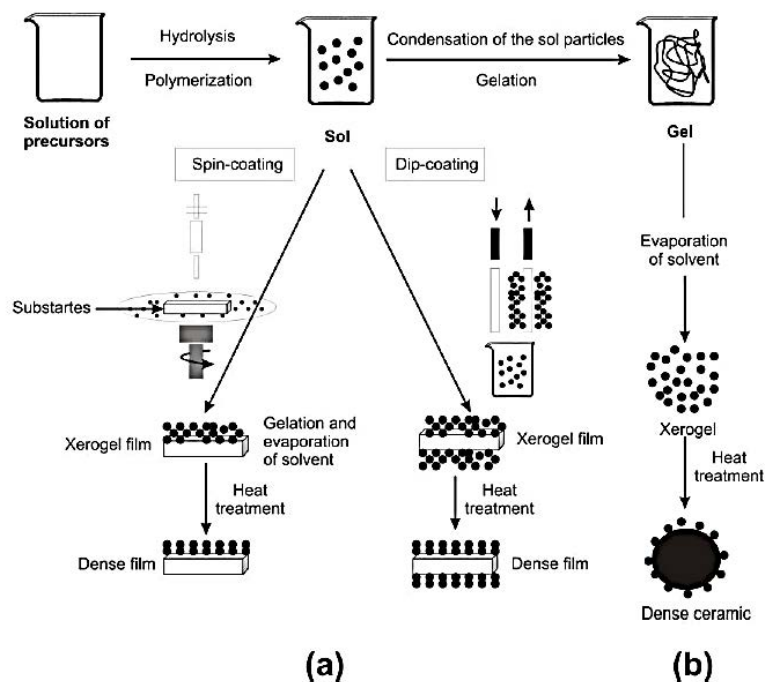 Hydrolysis
Polymerization
Condensation of the sol particles
Gelation
Solution of
precursors
Sol
Gel
Spin-coating
Dip-coating
Evaporation
of solvent
Substartes
Xerogel film
Gelation and
evaporation
of solvent
Xerogel film
Xerogel
Heat
treatment
Heat
treatment
Heat
treatment
Dense film
Dense film
Dense ceramic
(a)
(b)